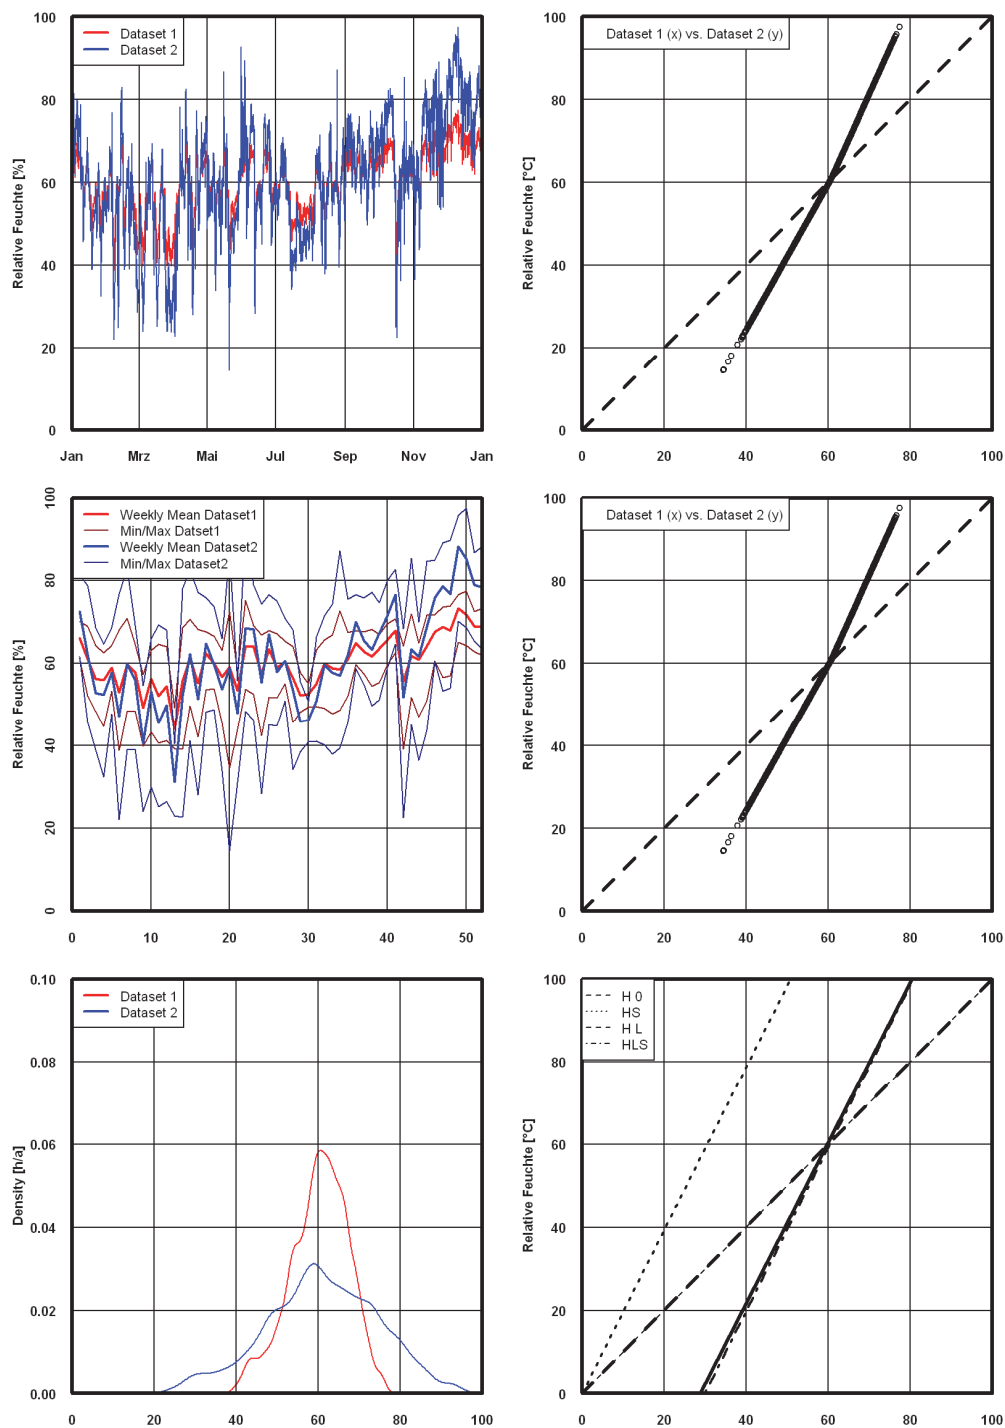 100
80
60
40
20
0
Relative Feuchte [%]
Dataset 1
Dataset 2
Jan
Mrz
Mai
Jul
Sep
Nov
Jan
100
80
60
40
20
0
Relative Feuchte [°C]
Dataset 1 (x) vs. Dataset 2 (y)
0
20
40
60
80
100
100
80
60
40
20
0
Relative Feuchte [%]
Weekly Mean Dataset1
Min/Max Datset1
Weekly Mean Dataset2
Min/Max Dataset2
0
10
20
30
40
50
100
80
60
40
20
0
Relative Feuchte [°C]
Dataset 1 (x) vs. Dataset 2 (y)
0
20
40
60
80
100
0.10
0.08
0.06
0.04
0.02
0.00
Density [h/a]
Dataset 1
Dataset 2
0
20
40
60
80
100
100
80
60
40
20
0
Relative Feuchte [°C]
H 0
HS
H L
HLS
0
20
40
60
80
100